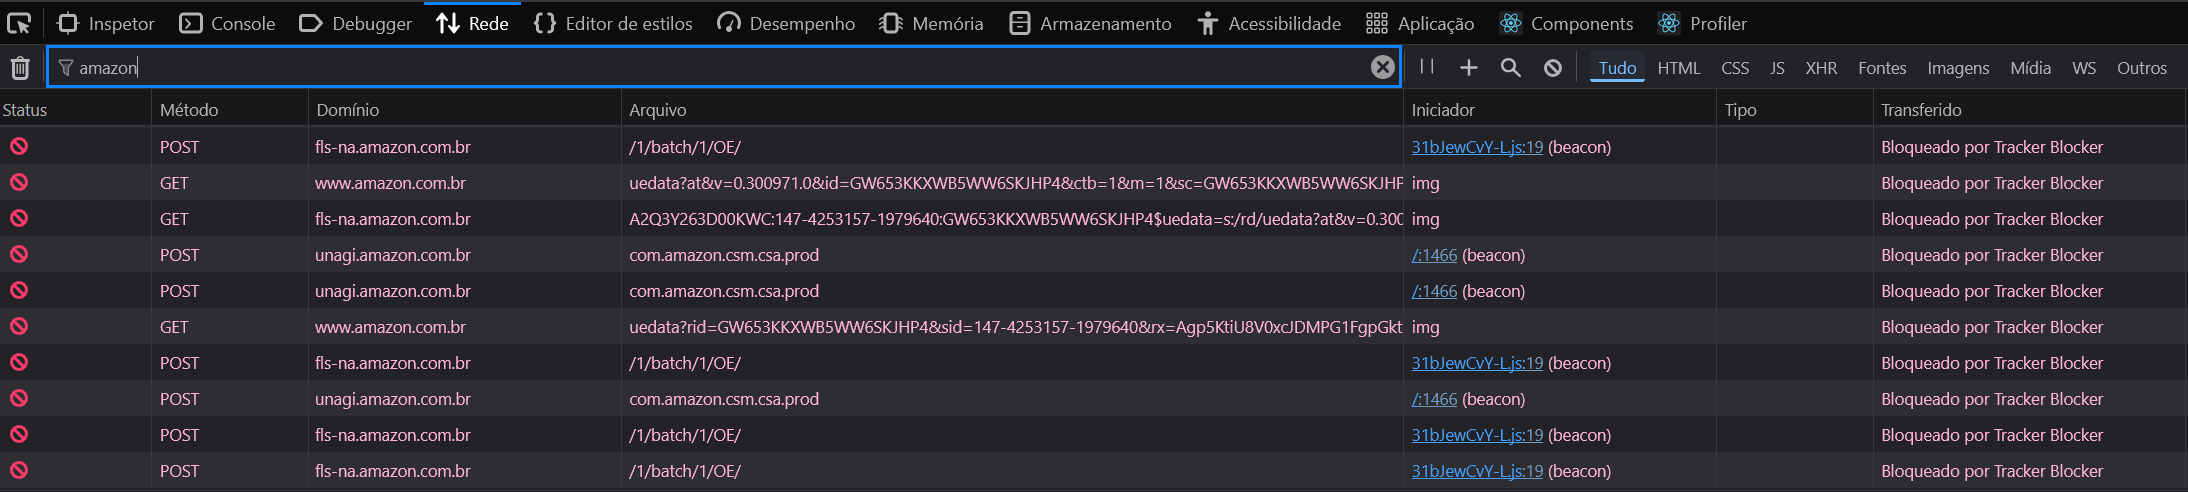 Inspetor Console Debugger Rede Editor de estilos Desempenho Memória Armazenamento Acessibilidade Aplicação Components Profiler
amazon Tudo HTML CSS JS XHR Fontes Imagens Mídia WS Outros
Status Método Domínio Arquivo Iniciador Tipo Transferido
POST fls-na.amazon.com.br /1/batch/1/OE/ 31bJewCvY-L.js:19 (beacon) Bloqueado por Tracker Blocker
GET www.amazon.com.br uedata?at&v=0.300971.0&id=GW653KKXWB5WW6SKJHP4&ctb=1&m=1&sc=GW653KKXWB5WW6SKJHP img Bloqueado por Tracker Blocker
GET fls-na.amazon.com.br A2Q3Y263D00KWC:147-4253157-1979640:GW653KKXWB5WW6SKJHP4$uedata=s:/rd/uedata?at&v=0.300 img Bloqueado por Tracker Blocker
POST unagi.amazon.com.br com.amazon.csm.csa.prod /:1466 (beacon) Bloqueado por Tracker Blocker
POST unagi.amazon.com.br com.amazon.csm.csa.prod /:1466 (beacon) Bloqueado por Tracker Blocker
GET www.amazon.com.br uedata?rid=GW653KKXWB5WW6SKJHP4&sid=147-4253157-1979640&rx=Agp5KtiU8V0xcJDMPG1FgpGkt img Bloqueado por Tracker Blocker
POST fls-na.amazon.com.br /1/batch/1/OE/ 31bJewCvY-L.js:19 (beacon) Bloqueado por Tracker Blocker
POST unagi.amazon.com.br com.amazon.csm.csa.prod /:1466 (beacon) Bloqueado por Tracker Blocker
POST fls-na.amazon.com.br /1/batch/1/OE/ 31bJewCvY-L.js:19 (beacon) Bloqueado por Tracker Blocker
POST fls-na.amazon.com.br /1/batch/1/OE/ 31bJewCvY-L.js:19 (beacon) Bloqueado por Tracker Blocker